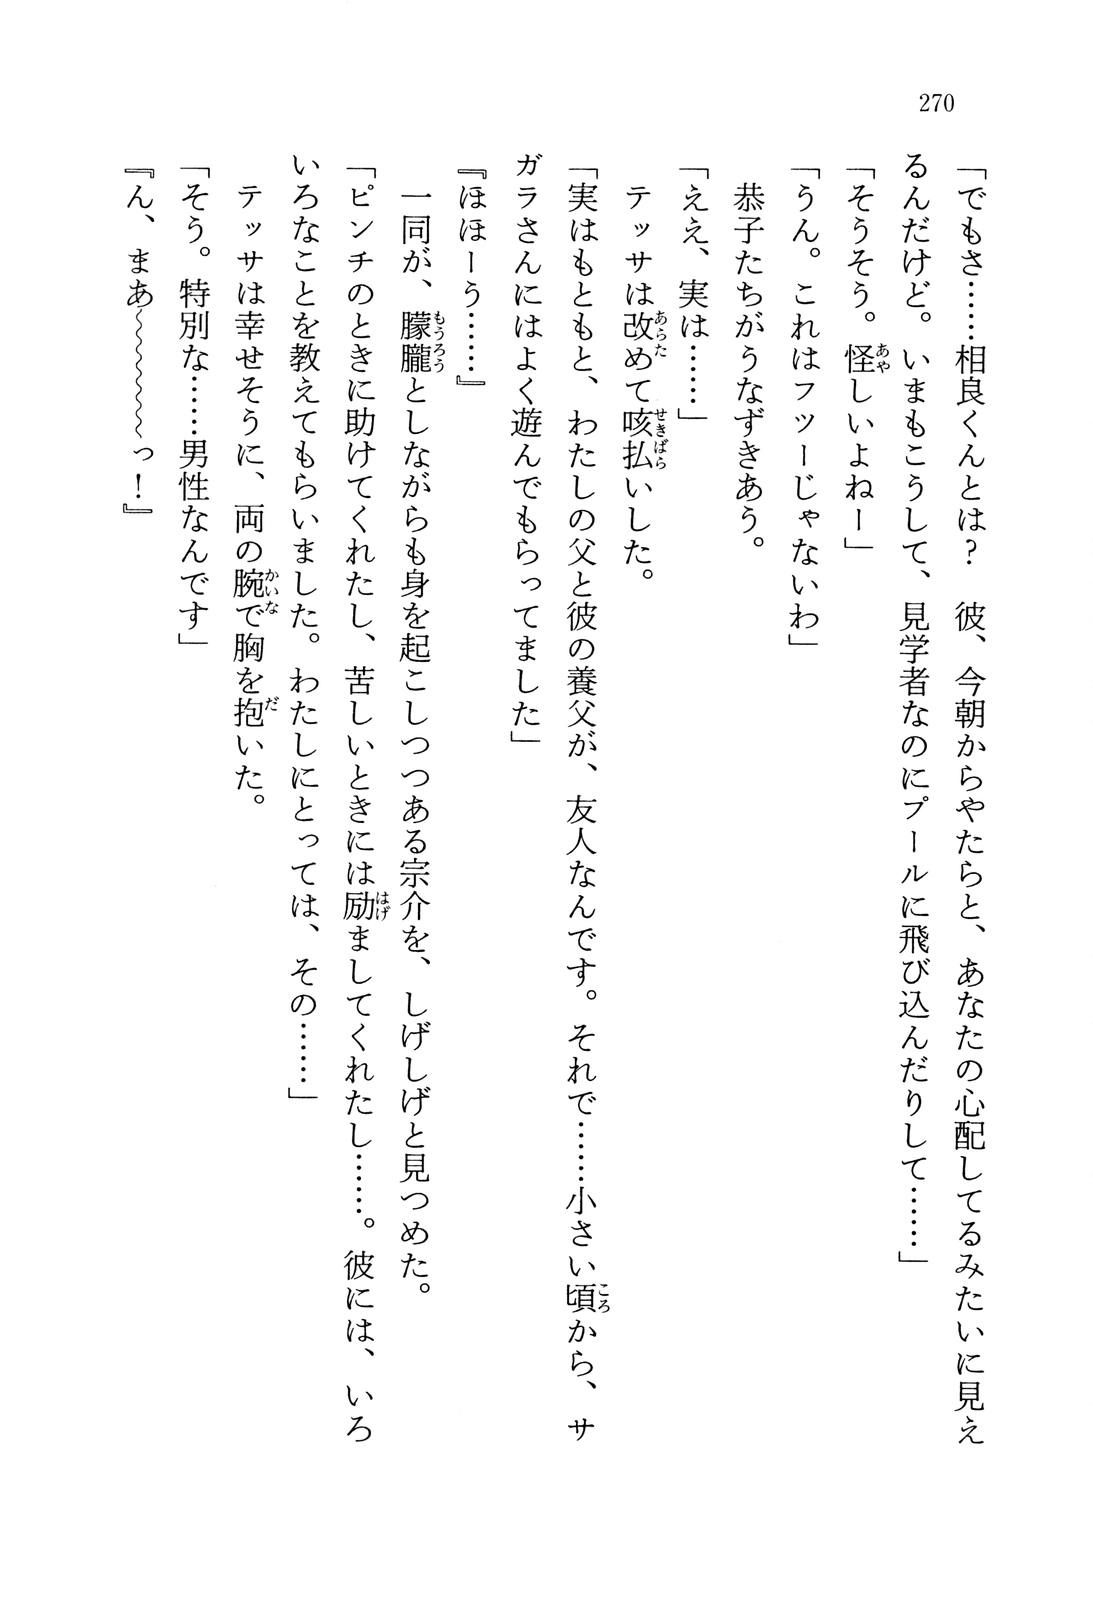 270
「でもさ……相良くんとは？　彼、今朝からやたらと、あなたの心配してるみたいに見え
るんだけど。いまもこうして、見学者なのにプールに飛び込んだりして……」
「そうそう。怪しいよねー」
「うん。これはフツーじゃないわ」
　恭子たちがうなずきあう。
「ええ、実は……」
　テッサは改めて咳払いした。
「実はもともと、わたしの父と彼の養父が、友人なんです。それで……小さい頃から、サ
ガラさんにはよく遊んでもらってました」
『ほほーう……』
　一同が、朦朧としながらも身を起こしつつある宗介を、しげしげと見つめた。
「ピンチのときに助けてくれたし、苦しいときには励ましてくれたし……。彼には、いろ
いろなことを教えてもらいました。わたしにとっては、その……」
　テッサは幸せそうに、両の腕で胸を抱いた。
「そう。特別な……男性なんです」
『ん、まあ〜〜〜〜〜〜っ！』